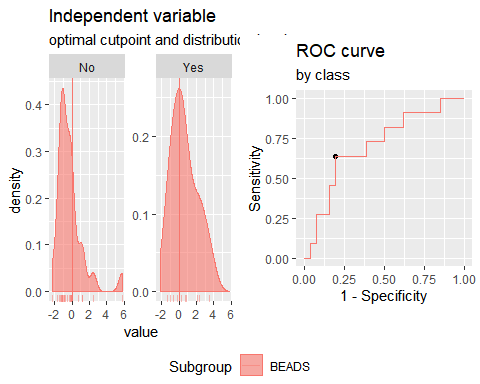 Independent variable
optimal cutpoint and distributio
No
Yes
density
0.4
0.3
0.2
0.1
0.0
0.2
0.1
0.0
-2 0 2 4 6
-2 0 2 4 6
value
ROC curve
by class
Sensitivity
1.00
0.75
0.50
0.25
0.00
0.00 0.25 0.50 0.75 1.00
1 - Specificity
Subgroup
BEADS